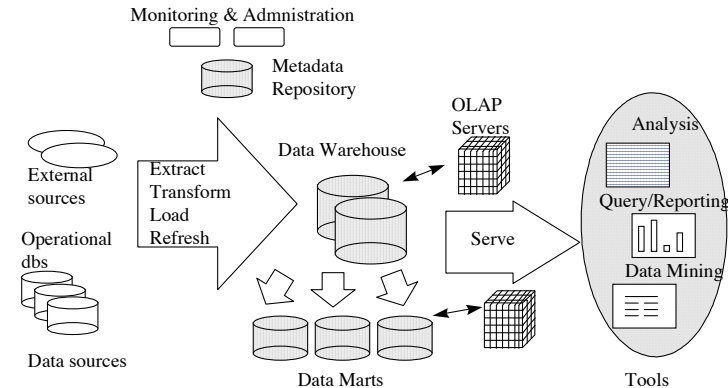 Monitoring & Admnistration
Metadata
Repository
External
sources
Operational
dbs
Data sources
Extract
Transform
Load
Refresh
Data Warehouse
OLAP
Servers
Serve
Data Marts
Analysis
Query/Reporting
Data Mining
Tools